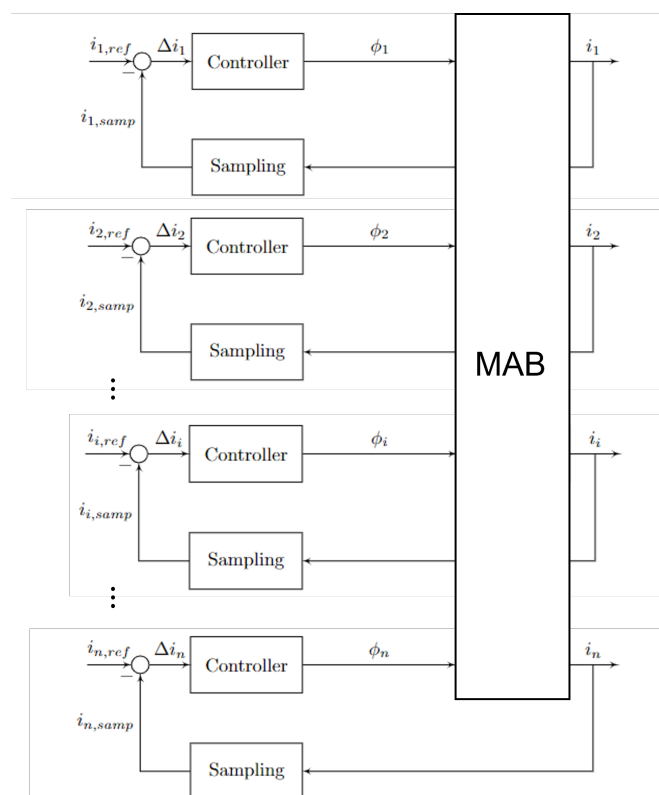 i1,ref Δi1 Controller ϕ1 i1
i1,samp
Sampling
i2,ref Δi2 Controller ϕ2 i2
i2,samp
Sampling
MAB
⋮
ii,ref Δii Controller ϕi ii
ii,samp
Sampling
⋮
in,ref Δin Controller ϕn in
in,samp
Sampling